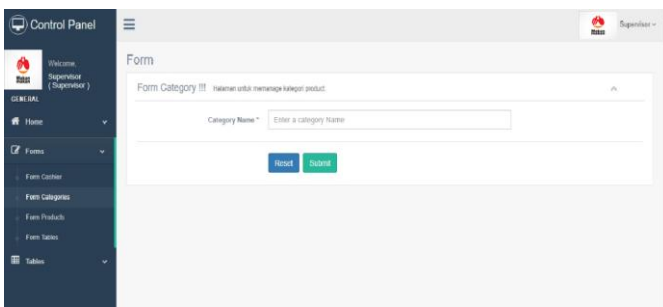 Control Panel
Supervisor
Welcome,
Supervisor
( Supervisor )
GENERAL
Home
Forms
Form Cashier
Form Categories
Form Products
Form Tables
Tables
Form
Form Category !!! Halaman untuk memanage kategori product.
Category Name *
Enter a category Name
Reset
Submit